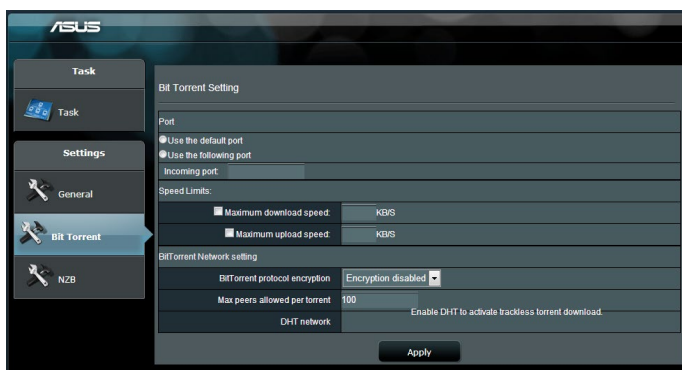 ASUS
Task
Task
Settings
General
Bit Torrent
NZB
Bit Torrent Setting
Port
Use the default port
Use the following port
Incoming port:
Speed Limits:
Maximum download speed: KB/S
Maximum upload speed: KB/S
BitTorrent Network setting
BitTorrent protocol encryption Encryption disabled
Max peers allowed per torrent 100
DHT network Enable DHT to activate trackless torrent download.
Apply